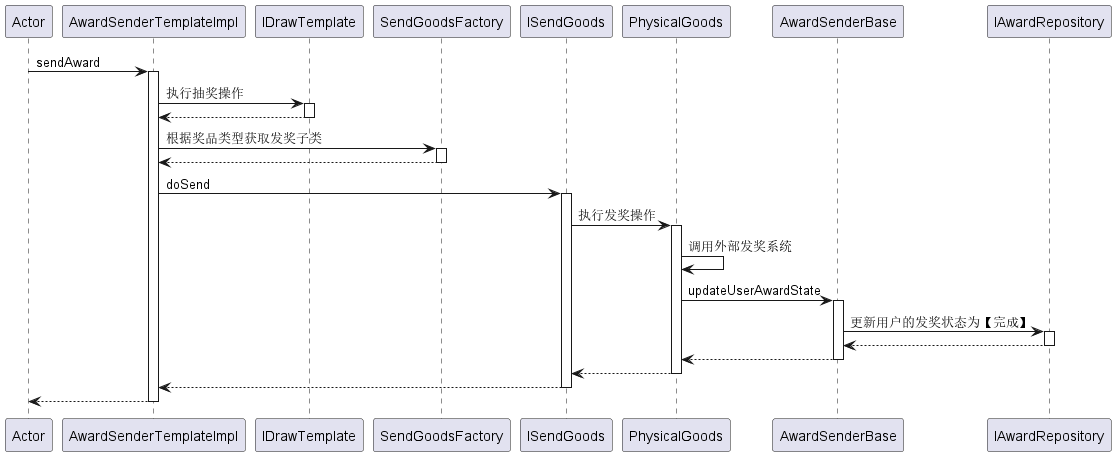 Actor AwardSenderTemplateImpl IDrawTemplate SendGoodsFactory ISendGoods PhysicalGoods AwardSenderBase IAwardRepository
sendAward
执行抽奖操作
根据奖品类型获取发奖子类
doSend
执行发奖操作
调用外部发奖系统
updateUserAwardState
更新用户的发奖状态为【完成】
Actor AwardSenderTemplateImpl IDrawTemplate SendGoodsFactory ISendGoods PhysicalGoods AwardSenderBase IAwardRepository